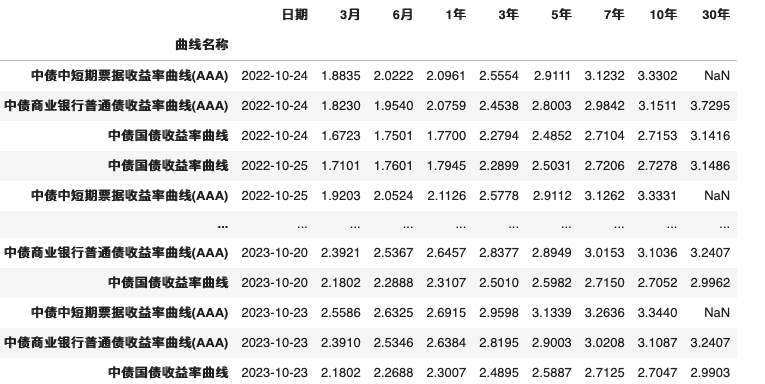 日期 3月 6月 1年 3年 5年 7年 10年 30年
曲线名称
中债中短期票据收益率曲线(AAA) 2022-10-24 1.8835 2.0222 2.0961 2.5554 2.9111 3.1232 3.3302 NaN
中债商业银行普通债收益率曲线(AAA) 2022-10-24 1.8230 1.9540 2.0759 2.4538 2.8003 2.9842 3.1511 3.7295
中债国债收益率曲线 2022-10-24 1.6723 1.7501 1.7700 2.2794 2.4852 2.7104 2.7153 3.1416
中债国债收益率曲线 2022-10-25 1.7101 1.7601 1.7945 2.2899 2.5031 2.7206 2.7278 3.1486
中债中短期票据收益率曲线(AAA) 2022-10-25 1.9203 2.0524 2.1126 2.5778 2.9112 3.1262 3.3331 NaN
... ... ... ... ... ... ... ... ... ...
中债商业银行普通债收益率曲线(AAA) 2023-10-20 2.3921 2.5367 2.6457 2.8377 2.8949 3.0153 3.1036 3.2407
中债国债收益率曲线 2023-10-20 2.1802 2.2888 2.3107 2.5010 2.5982 2.7150 2.7052 2.9962
中债中短期票据收益率曲线(AAA) 2023-10-23 2.5586 2.6325 2.6915 2.9598 3.1339 3.2636 3.3440 NaN
中债商业银行普通债收益率曲线(AAA) 2023-10-23 2.3910 2.5346 2.6384 2.8195 2.9003 3.0208 3.1087 3.2407
中债国债收益率曲线 2023-10-23 2.1802 2.2688 2.3007 2.4895 2.5887 2.7125 2.7047 2.9903